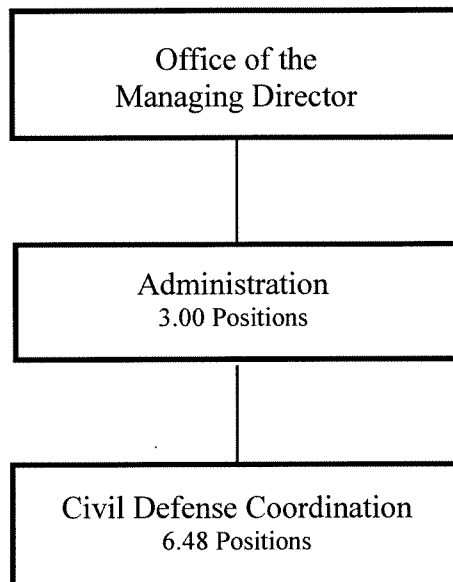 Office of the
Managing Director
Administration
3.00 Positions
Civil Defense Coordination
6.48 Positions